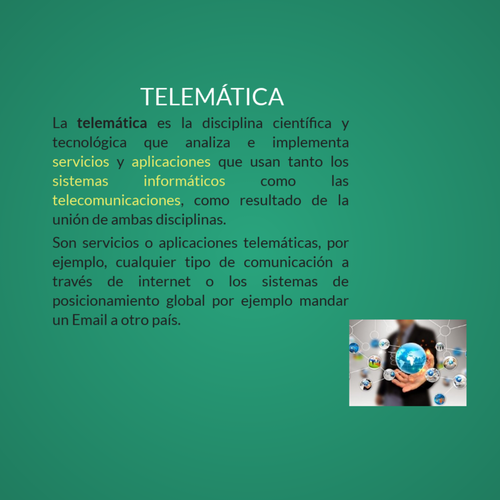 TELEMÁTICA
La telemática es la disciplina científica y
tecnológica que analiza e implementa
servicios y aplicaciones que usan tanto los
sistemas informáticos como las
telecomunicaciones, como resultado de la
unión de ambas disciplinas.
Son servicios o aplicaciones telemáticas, por
ejemplo, cualquier tipo de comunicación a
través de internet o los sistemas de
posicionamiento global por ejemplo mandar
un Email a otro país.